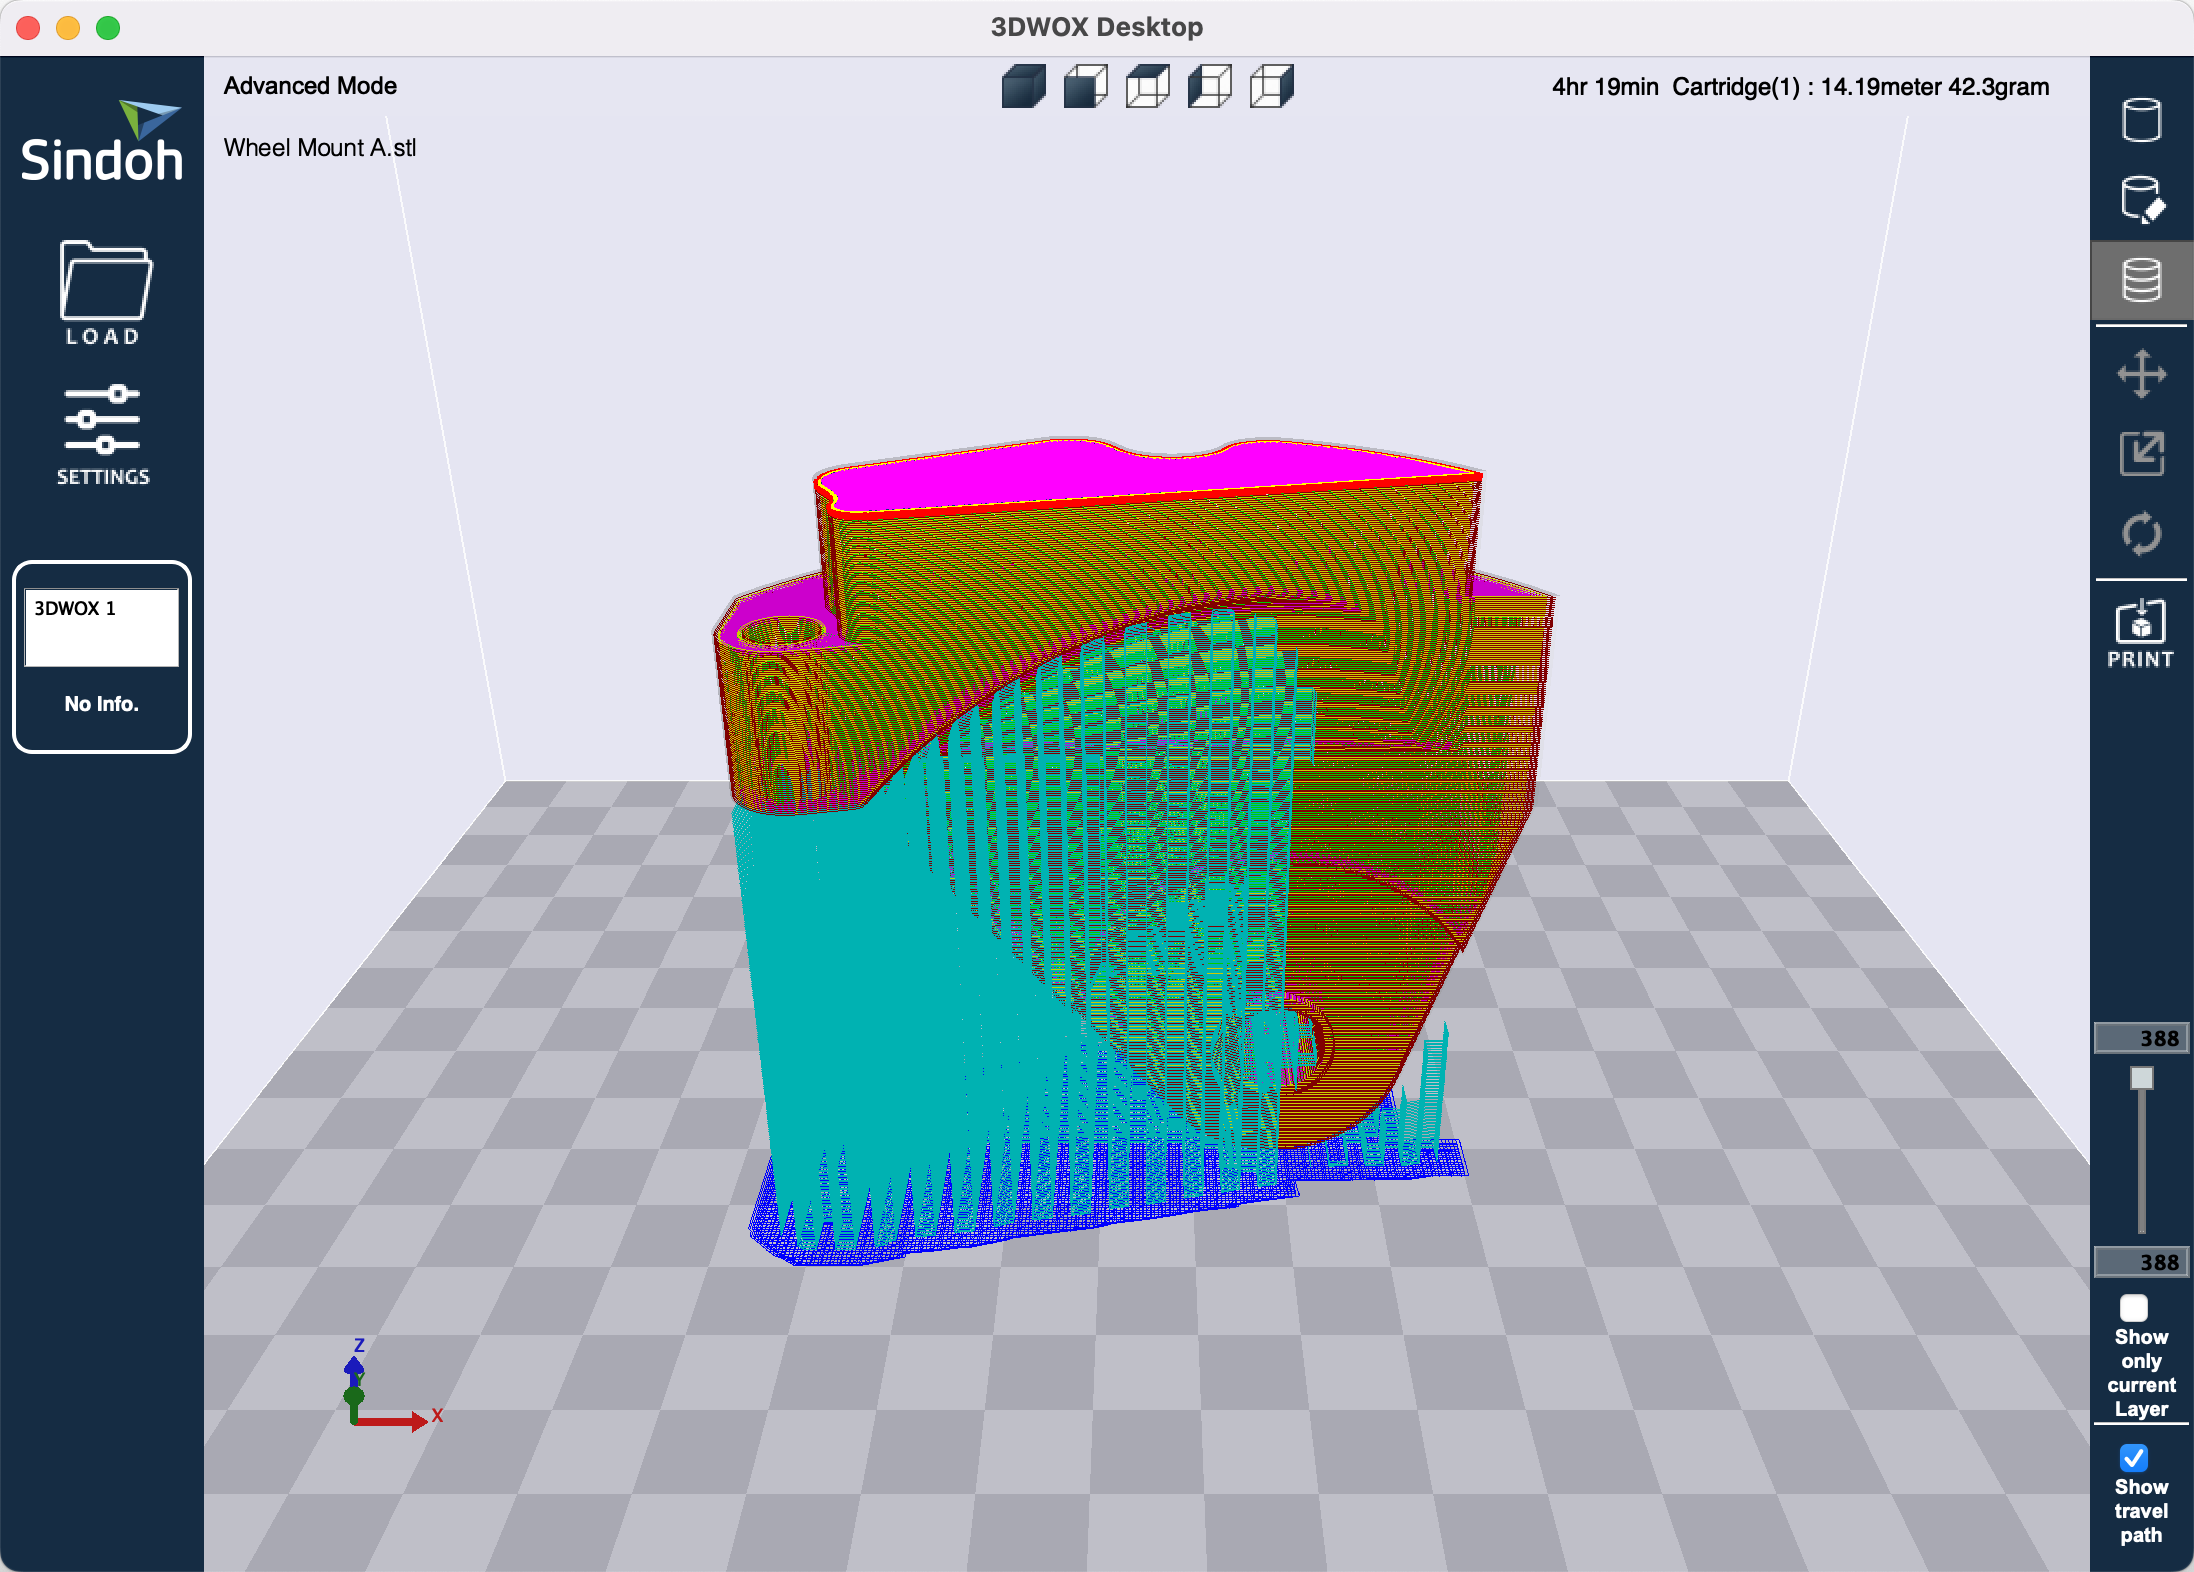 3DWOX Desktop
Advanced Mode
4hr 19min  Cartridge(1) : 14.19meter 42.3gram
Wheel Mount A.stl
Sindoh
LOAD
SETTINGS
3DWOX 1
No Info.
PRINT
388
388
Show
only
current
Layer
Show
travel
path
Z
Y
X